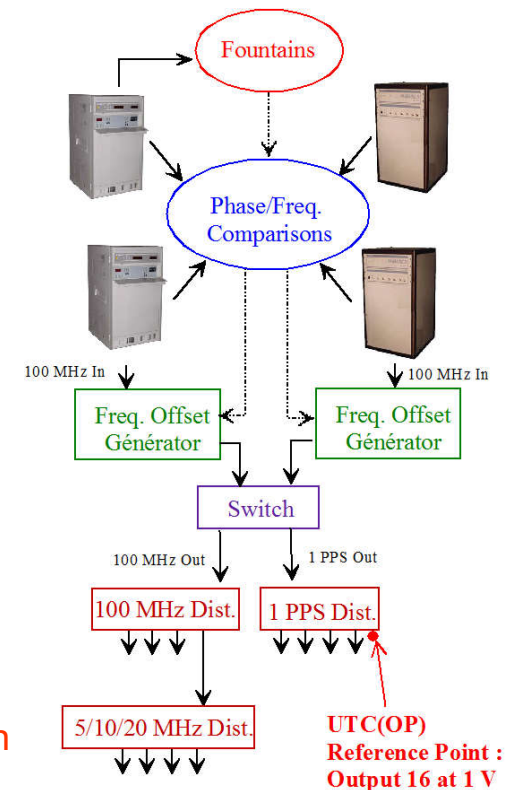 Fountains
Phase/Freq.
Comparisons
100 MHz In
100 MHz In
Freq. Offset
Générator
Freq. Offset
Générator
Switch
100 MHz Out
1 PPS Out
100 MHz Dist.
1 PPS Dist.
5/10/20 MHz Dist.
n
UTC(OP)
Reference Point :
Output 16 at 1 V